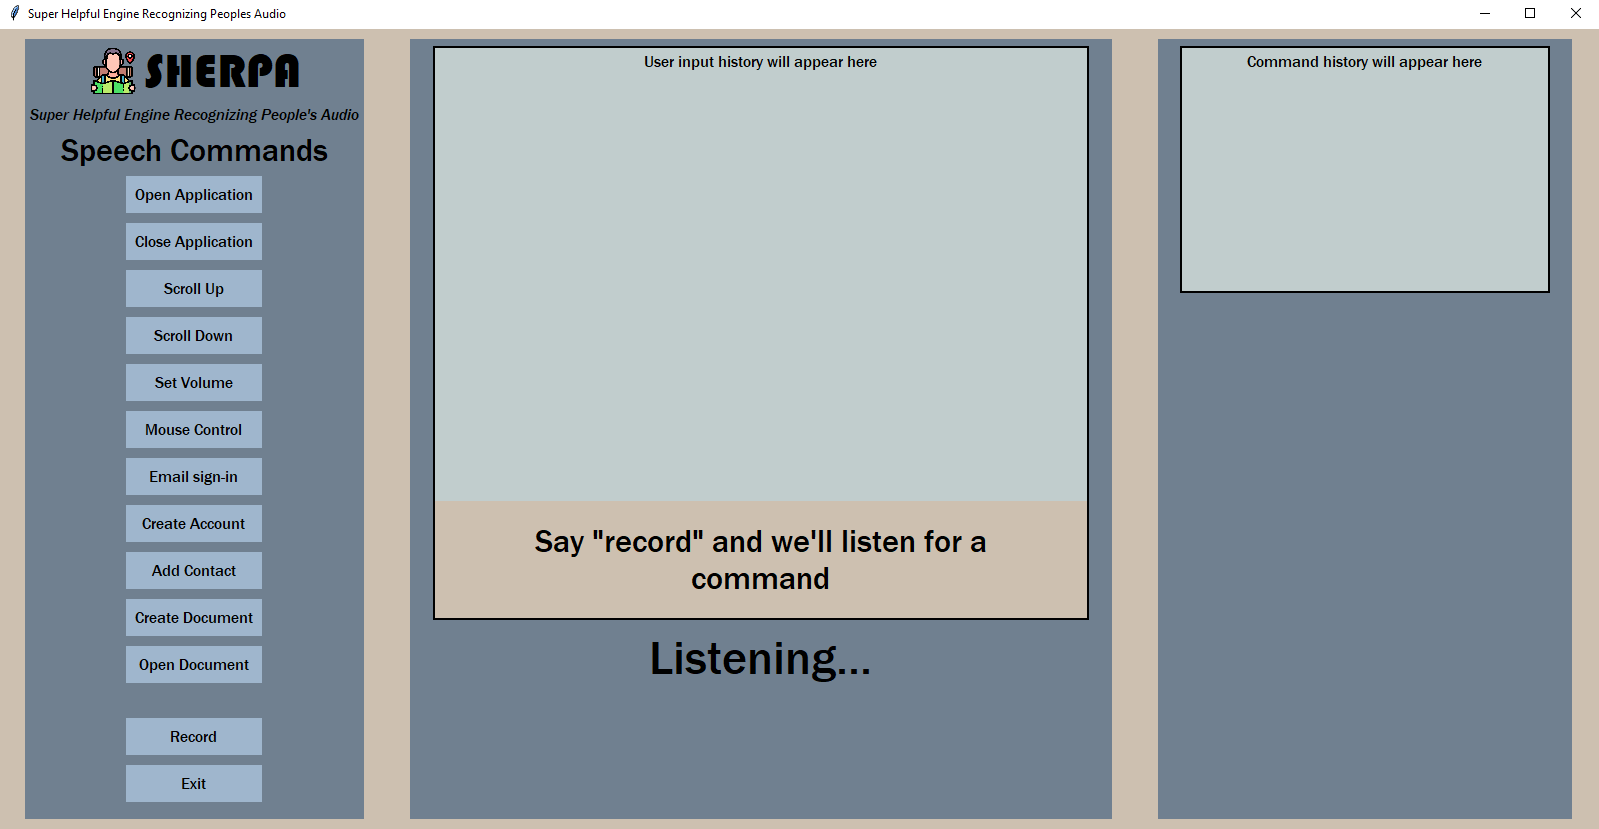 Super Helpful Engine Recognizing Peoples Audio
SHERPA
Super Helpful Engine Recognizing People's Audio
Speech Commands
Open Application
Close Application
Scroll Up
Scroll Down
Set Volume
Mouse Control
Email sign-in
Create Account
Add Contact
Create Document
Open Document
Record
Exit
User input history will appear here
Say "record" and we'll listen for a
command
Listening...
Command history will appear here